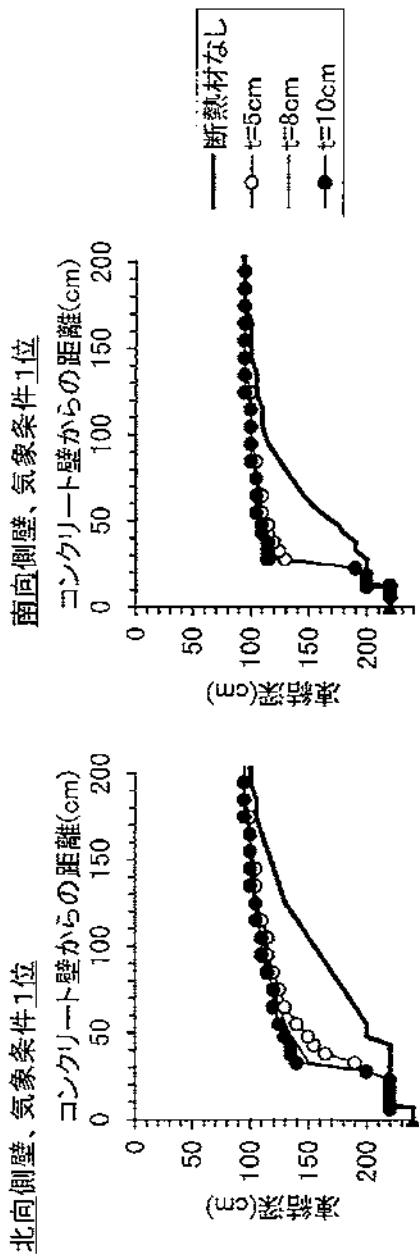 北向側壁、気象条件1位
コンクリート壁からの距離(cm)
0 50 100 150 200
0
50
100
150
200
凍結深(cm)
南向側壁、気象条件1位
コンクリート壁からの距離(cm)
0 50 100 150 200
0
50
100
150
200
凍結深(cm)
断熱材なし
t=5cm
t=8cm
t=10cm